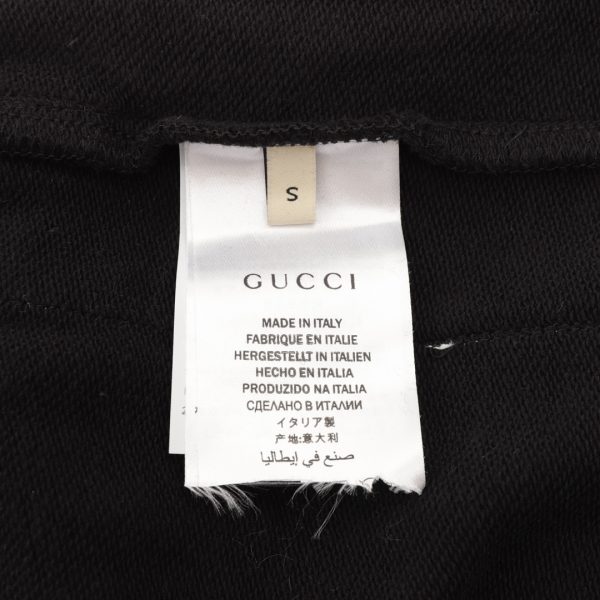 S
GUCCI
MADE IN ITALY
FABRIQUE EN ITALIE
HERGESTELLT IN ITALIEN
HECHO EN ITALIA
PRODUZIDO NA ITALIA
СДЕЛАНО В ИТАЛИИ
イタリア製
产地:意大利
صنع في إيطاليا